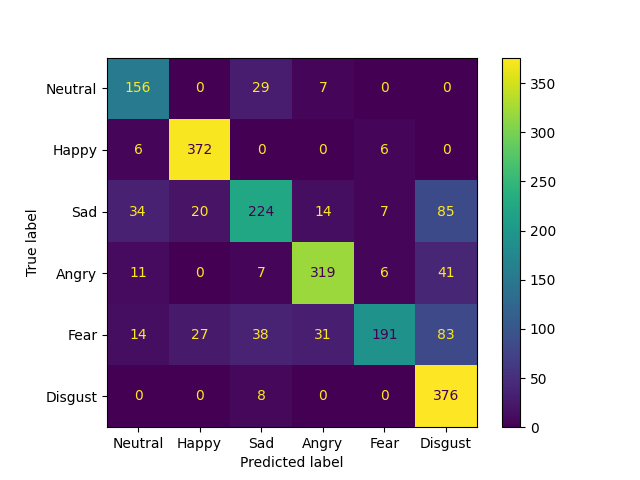 Neutral 156 0 29 7 0 0
Happy 6 372 0 0 6 0
Sad 34 20 224 14 7 85
Angry 11 0 7 319 6 41
Fear 14 27 38 31 191 83
Disgust 0 0 8 0 0 376
Neutral Happy Sad Angry Fear Disgust
Predicted label
True label
350
300
250
200
150
100
50
0